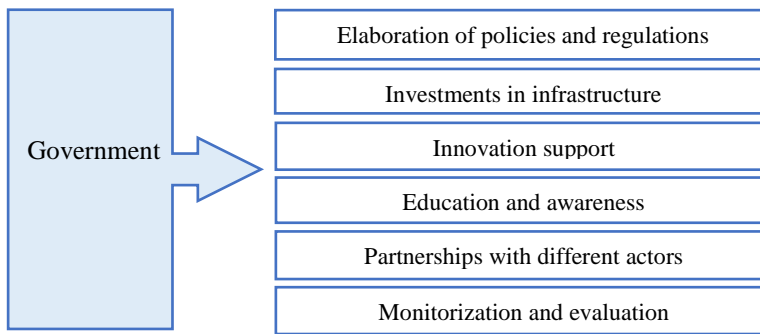 Government
Elaboration of policies and regulations
Investments in infrastructure
Innovation support
Education and awareness
Partnerships with different actors
Monitorization and evaluation